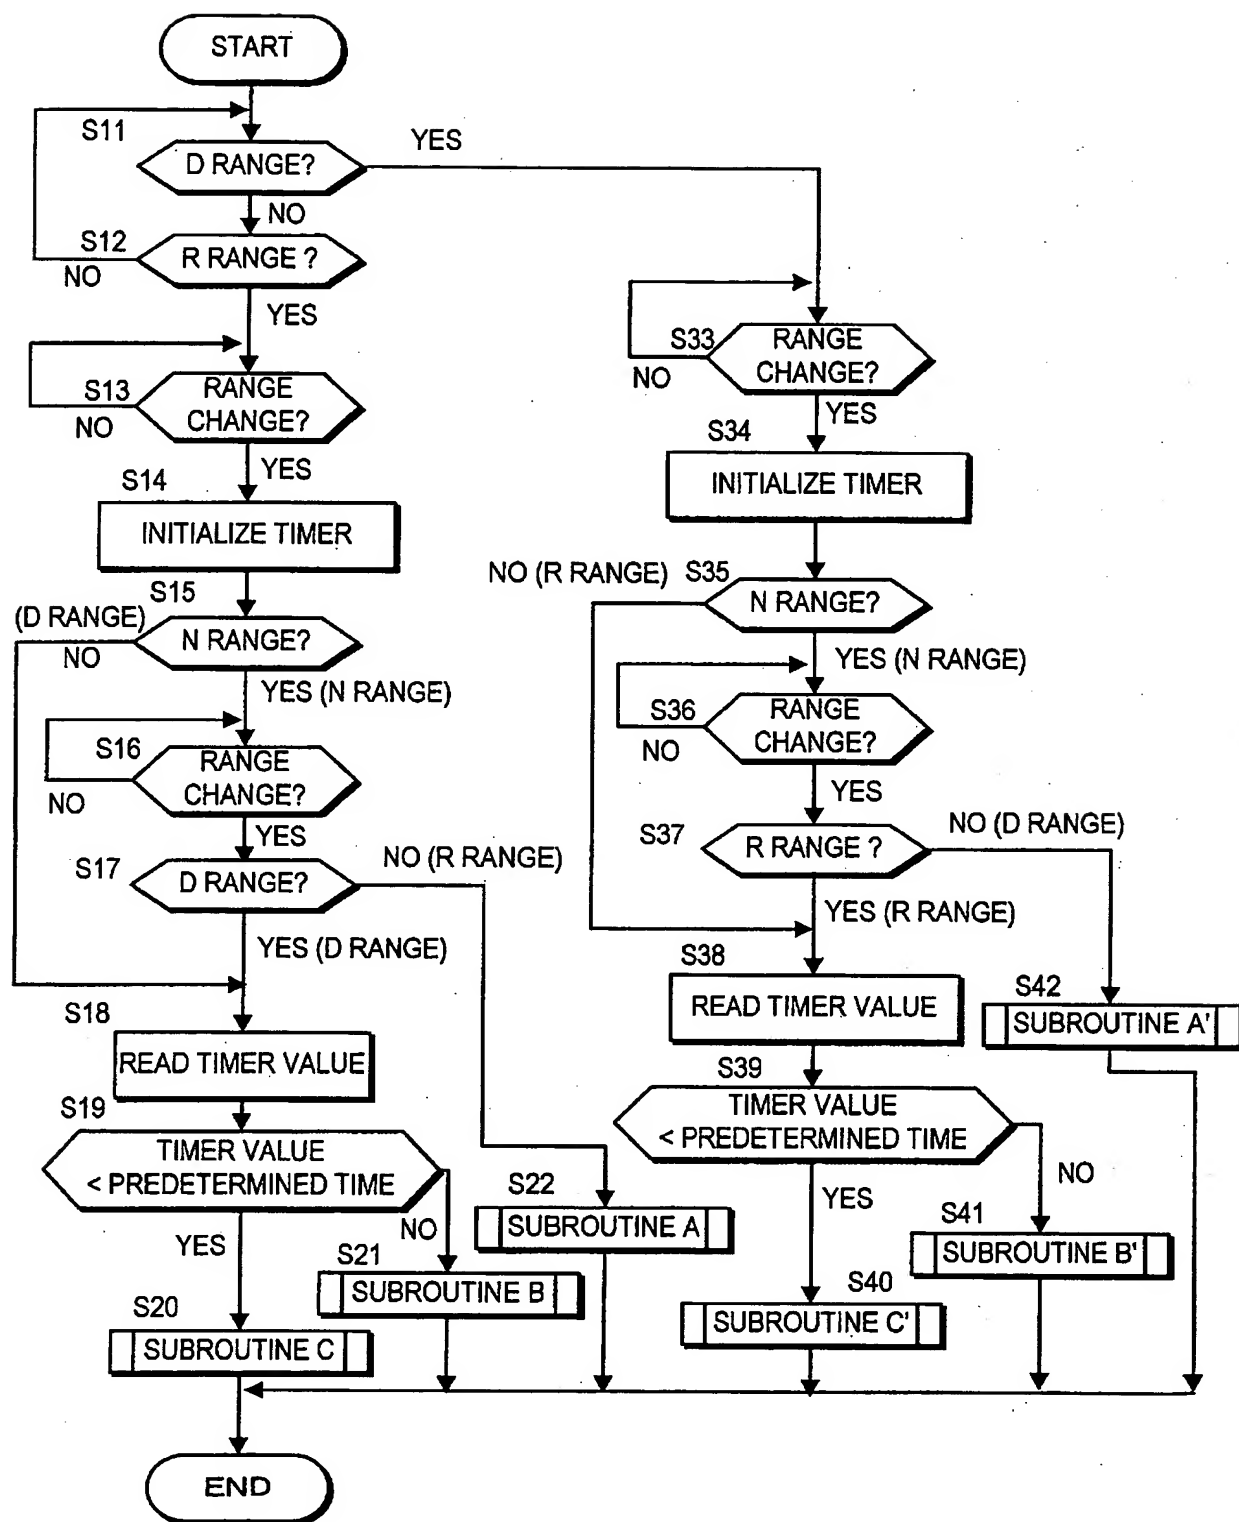 START
S11
D RANGE?
YES
NO
S12
R RANGE ?
NO
YES
S13
RANGE
CHANGE?
NO
YES
S14
INITIALIZE TIMER
S15
(D RANGE)
NO
N RANGE?
YES (N RANGE)
S16
RANGE
CHANGE?
NO
YES
S17
D RANGE?
NO (R RANGE)
YES (D RANGE)
S18
READ TIMER VALUE
S19
TIMER VALUE
< PREDETERMINED TIME
YES
NO
S20
SUBROUTINE C
S21
SUBROUTINE B
S22
SUBROUTINE A
S33
RANGE
CHANGE?
NO
YES
S34
INITIALIZE TIMER
NO (R RANGE)
S35
N RANGE?
YES (N RANGE)
S36
RANGE
CHANGE?
NO
YES
S37
R RANGE ?
NO (D RANGE)
YES (R RANGE)
S38
READ TIMER VALUE
S39
TIMER VALUE
< PREDETERMINED TIME
YES
NO
S40
SUBROUTINE C'
S41
SUBROUTINE B'
S42
SUBROUTINE A'
END